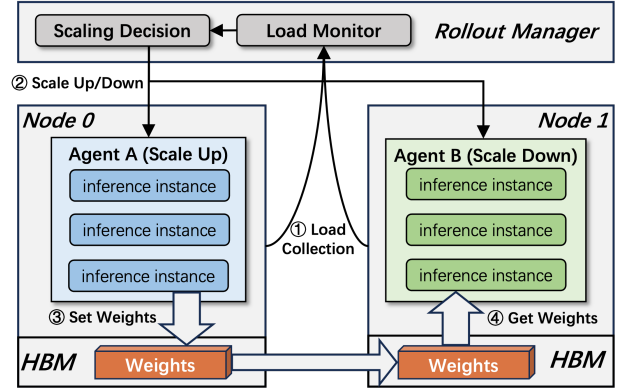 Scaling Decision
Load Monitor
Rollout Manager
② Scale Up/Down
Node 0
Node 1
Agent A (Scale Up)
inference instance
inference instance
inference instance
① Load
Collection
Agent B (Scale Down)
inference instance
inference instance
inference instance
③ Set Weights
④ Get Weights
HBM
Weights
Weights
HBM